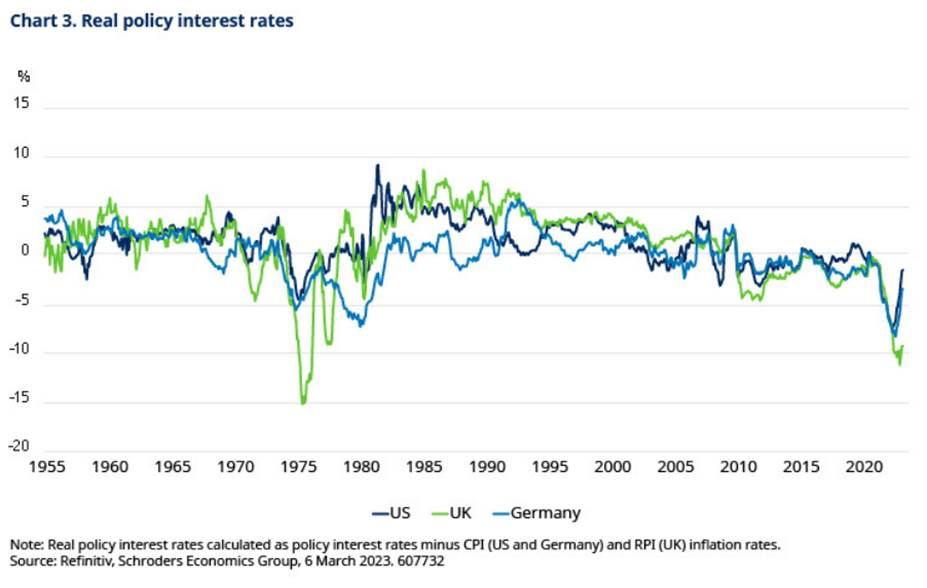 Chart 3. Real policy interest rates
%
15
10
5
0
-5
-10
-15
-20
1955 1960 1965 1970 1975 1980 1985 1990 1995 2000 2005 2010 2015 2020
US UK Germany
Note: Real policy interest rates calculated as policy interest rates minus CPI (US and Germany) and RPI (UK) inflation rates.
Source: Refinitiv, Schroders Economics Group, 6 March 2023. 607732